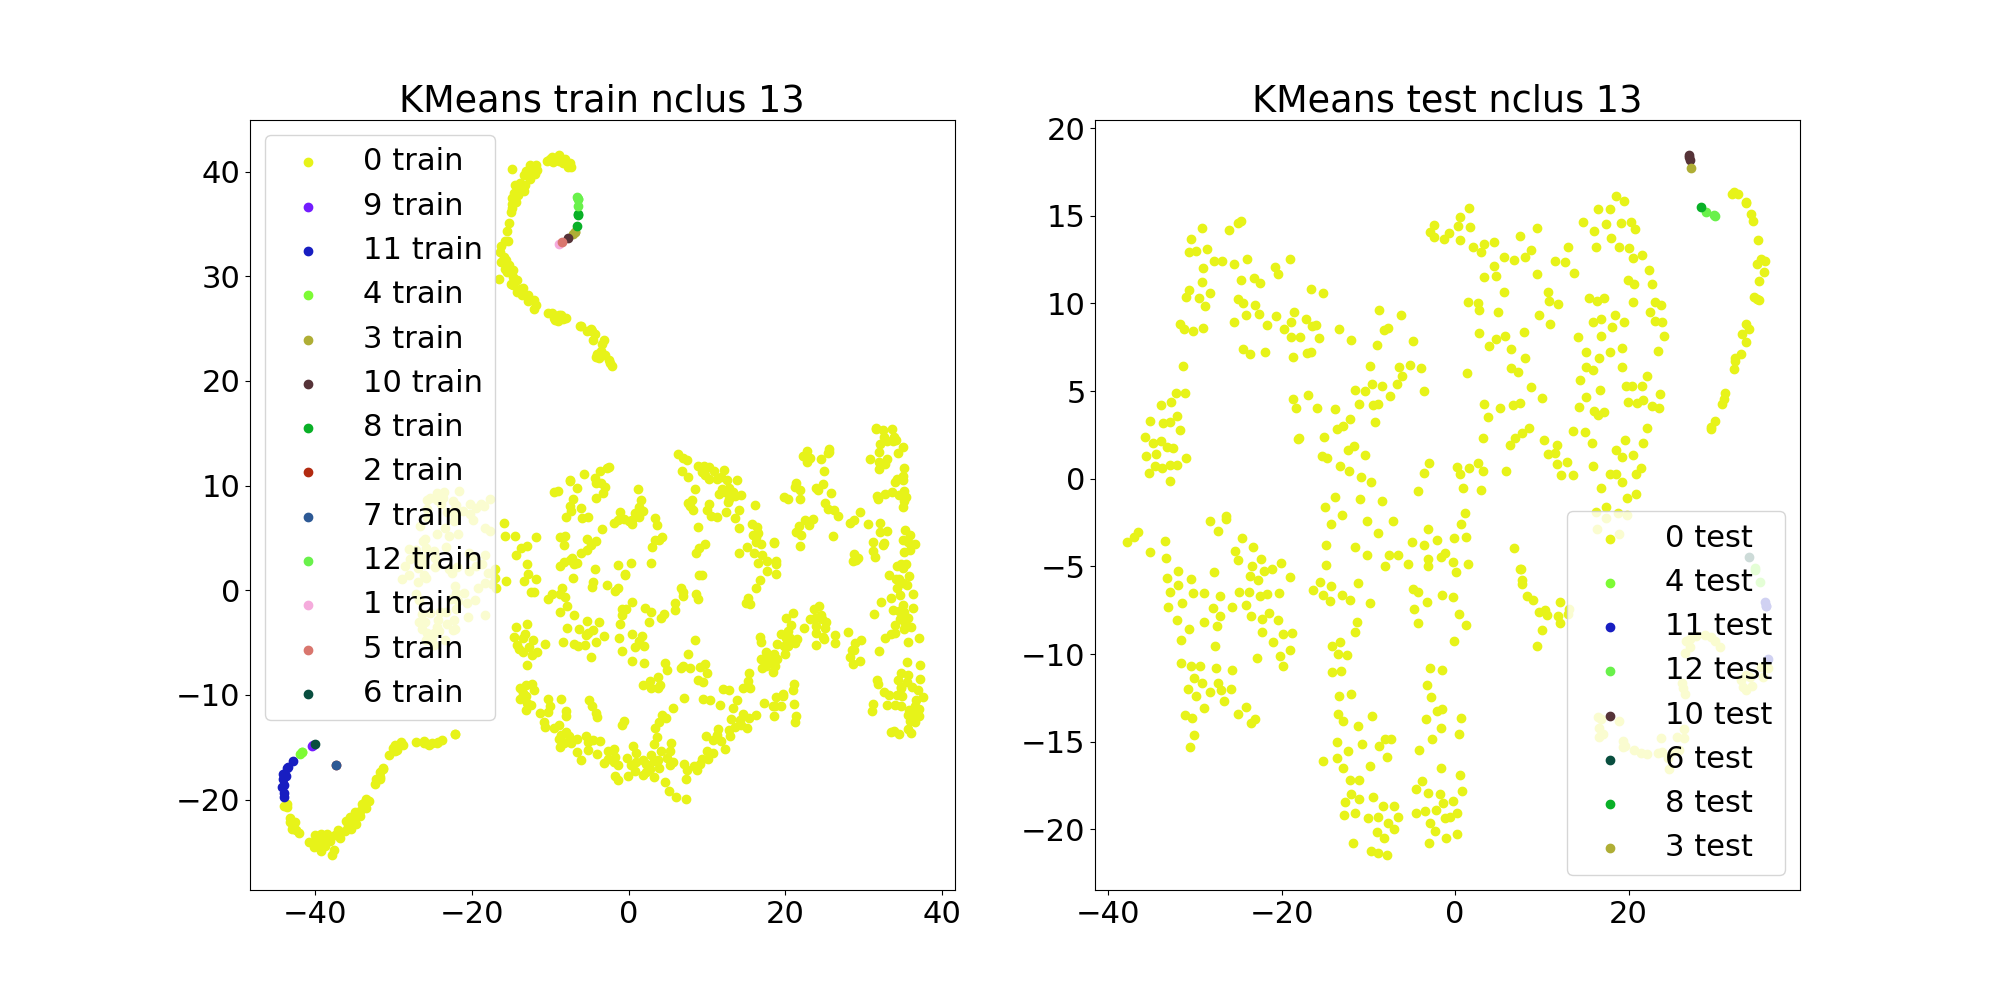 KMeans train nclus 13
40
30
20
10
0
−10
−20
−40
−20
0
20
40
0 train
9 train
11 train
4 train
3 train
10 train
8 train
2 train
7 train
12 train
1 train
5 train
6 train
KMeans test nclus 13
20
15
10
5
0
−5
−10
−15
−20
−40
−20
0
20
0 test
4 test
11 test
12 test
10 test
6 test
8 test
3 test